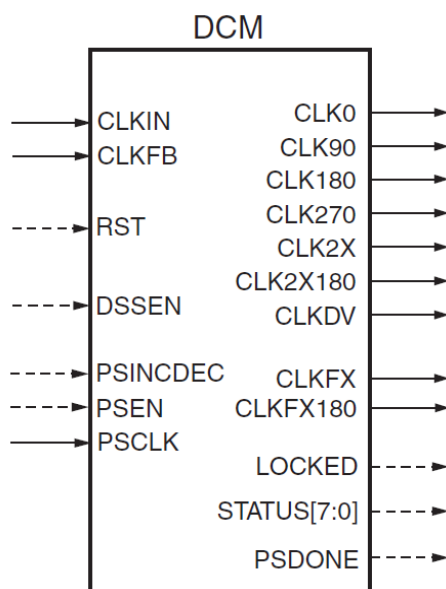 DCM
CLKIN
CLKFB
RST
DSSEN
PSINCDEC
PSEN
PSCLK
CLK0
CLK90
CLK180
CLK270
CLK2X
CLK2X180
CLKDV
CLKFX
CLKFX180
LOCKED
STATUS[7:0]
PSDONE